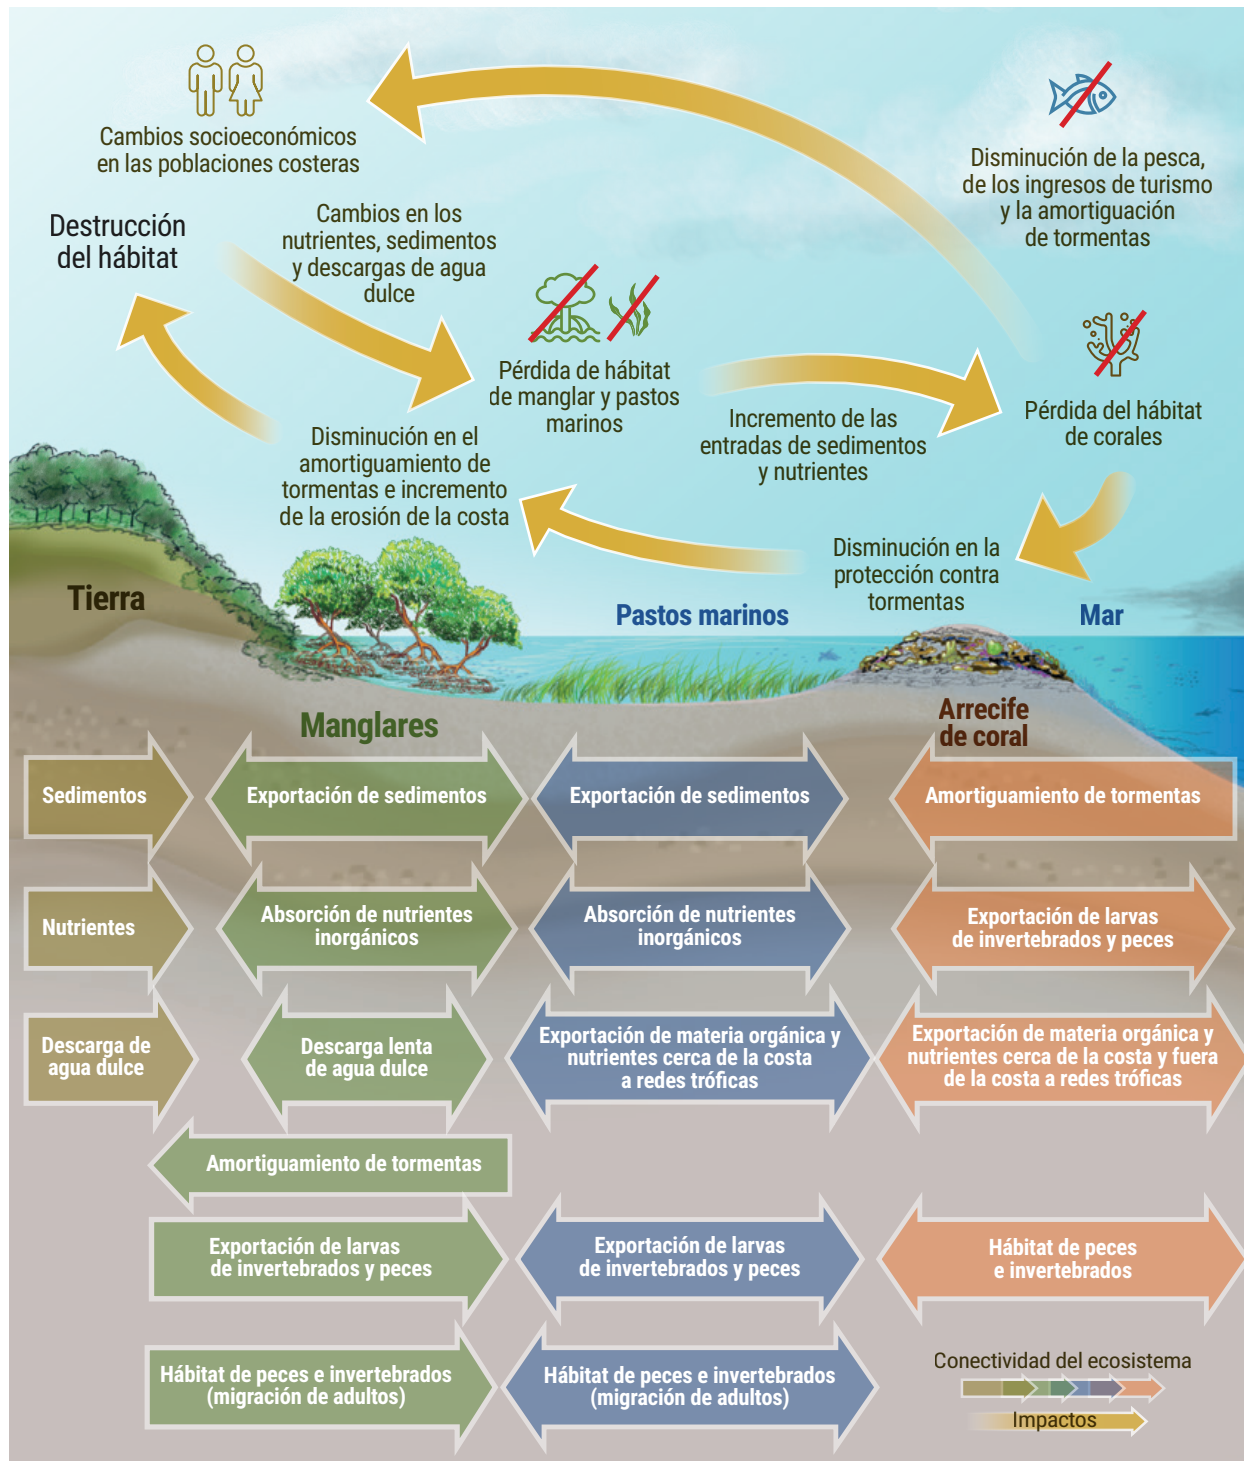 Cambios socioeconómicos
en las poblaciones costeras
Disminución de la pesca,
de los ingresos de turismo
y la amortiguación
de tormentas
Destrucción
del hábitat
Cambios en los
nutrientes, sedimentos
y descargas de agua
dulce
Pérdida de hábitat
de manglar y pastos
marinos
Incremento de las
entradas de sedimentos
y nutrientes
Pérdida del hábitat
de corales
Disminución en el
amortiguamiento de
tormentas e incremento
de la erosión de la costa
Disminución en la
protección contra
tormentas
Tierra
Pastos marinos
Mar
Manglares
Arrecife
de coral
Sedimentos
Exportación de sedimentos
Exportación de sedimentos
Amortiguamiento de tormentas
Nutrientes
Absorción de nutrientes
inorgánicos
Absorción de nutrientes
inorgánicos
Exportación de larvas
de invertebrados y peces
Descarga de
agua dulce
Descarga lenta
de agua dulce
Exportación de materia orgánica y
nutrientes cerca de la costa
a redes tróficas
Exportación de materia orgánica y
nutrientes cerca de la costa y fuera
de la costa a redes tróficas
Amortiguamiento de tormentas
Exportación de larvas
de invertebrados y peces
Exportación de larvas
de invertebrados y peces
Hábitat de peces
e invertebrados
Hábitat de peces e invertebrados
(migración de adultos)
Hábitat de peces e invertebrados
(migración de adultos)
Conectividad del ecosistema
Impactos